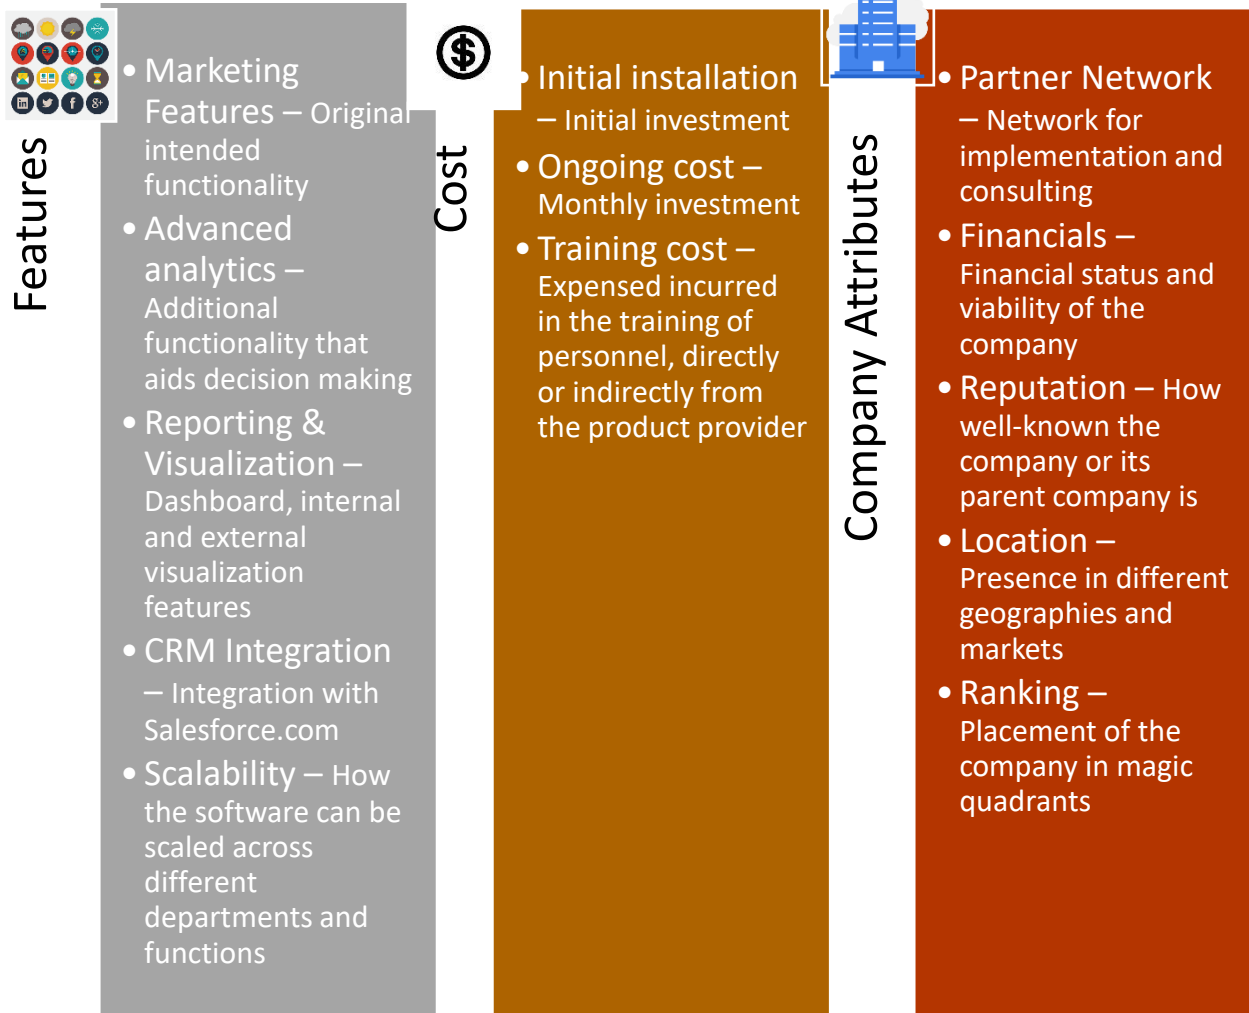 Features
• Marketing
Features – Original
intended
functionality
• Advanced
analytics –
Additional
functionality that
aids decision making
• Reporting &
Visualization –
Dashboard, internal
and external
visualization
features
• CRM Integration
– Integration with
Salesforce.com
• Scalability – How
the software can be
scaled across
different
departments and
functions
Cost
• Initial installation
– Initial investment
• Ongoing cost –
Monthly investment
• Training cost –
Expensed incurred
in the training of
personnel, directly
or indirectly from
the product provider
Company Attributes
• Partner Network
– Network for
implementation and
consulting
• Financials –
Financial status and
viability of the
company
• Reputation – How
well-known the
company or its
parent company is
• Location –
Presence in different
geographies and
markets
• Ranking –
Placement of the
company in magic
quadrants